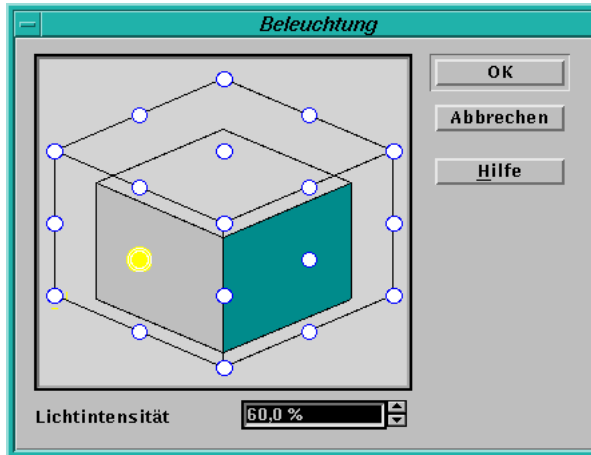 Beleuchtung
OK
Abbrechen
Hilfe
Lichtintensität 60,0 %